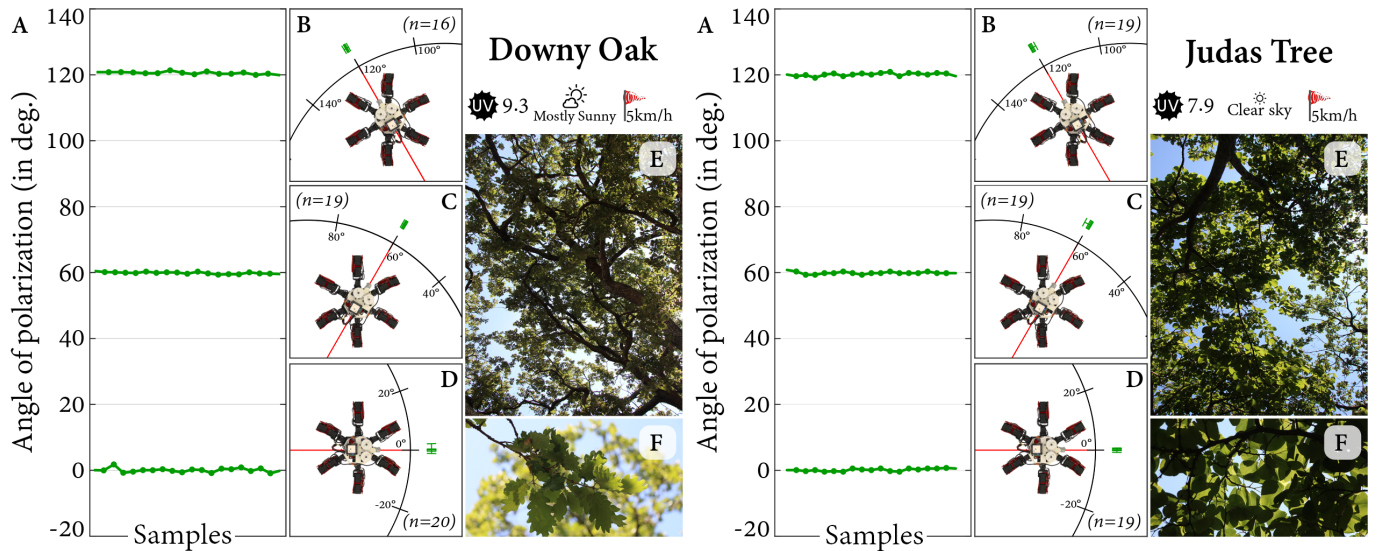 A
Angle of polarization (in deg.)
140
120
100
80
60
40
20
0
-20
Samples
B
(n=16)
100°
120°
140°
(n=19)
C
80°
60°
40°
D
20°
0°
-20°
(n=20)
Downy Oak
UV 9.3
Mostly Sunny
5km/h
E
F
A
Angle of polarization (in deg.)
140
120
100
80
60
40
20
0
-20
Samples
B
(n=19)
100°
120°
140°
(n=19)
C
80°
60°
40°
D
20°
0°
-20°
(n=19)
Judas Tree
UV 7.9
Clear sky
5km/h
E
F